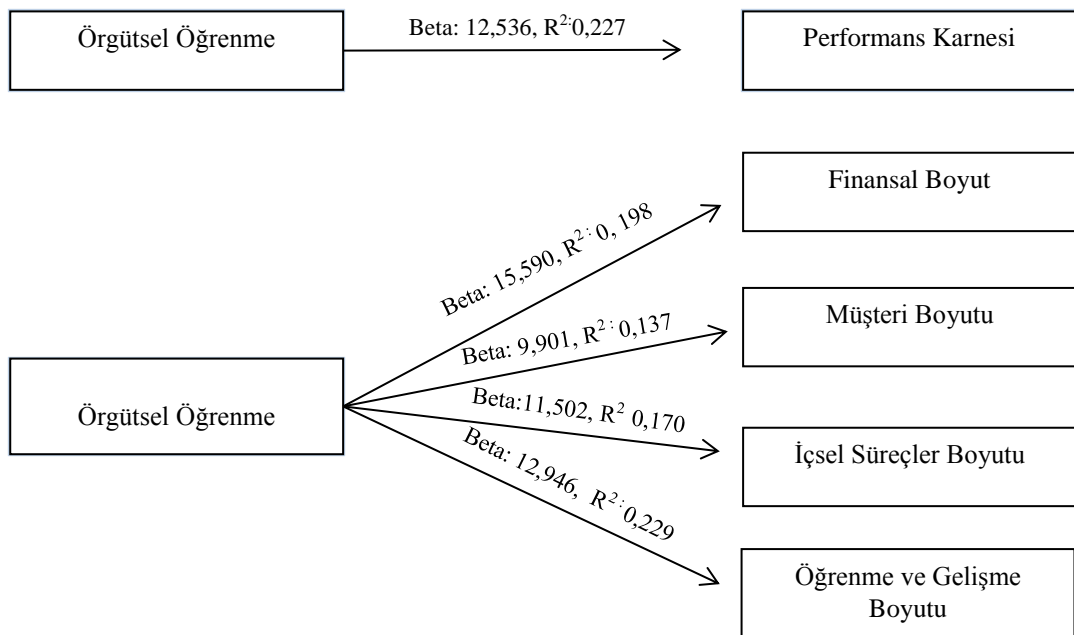 Örgütsel Öğrenme
Beta: 12,536, R²:0,227
Performans Karnesi
Finansal Boyut
Beta: 15,590, R²: 0, 198
Müşteri Boyutu
Beta: 9,901, R²: 0,137
Örgütsel Öğrenme
Beta:11,502, R² 0,170
İçsel Süreçler Boyutu
Beta: 12,946, R²:0,229
Öğrenme ve Gelişme
Boyutu